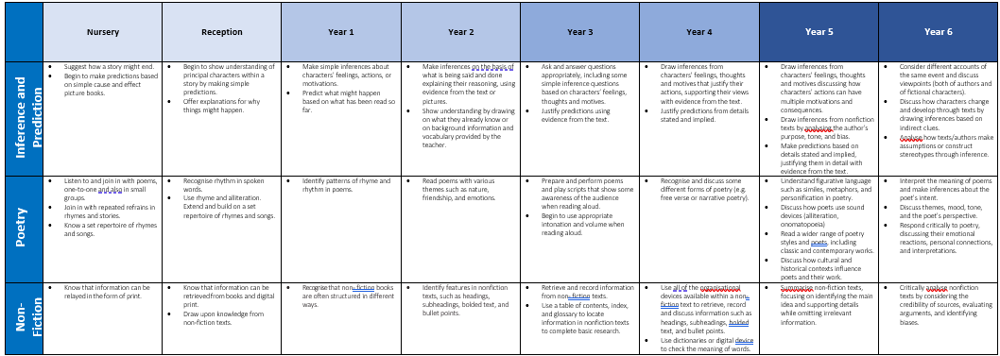 Nursery
Reception
Year 1
Year 2
Year 3
Year 4
Year 5
Year 6
Inference and
Prediction
Suggest how a story might end.
Begin to make predictions based
on simple cause and effect
picture books.
Begin to show understanding of
principal characters within a
story by making simple
predictions.
Offer explanations for why
things might happen.
Make simple inferences about
characters' feelings, actions, or
motivations.
Predict what might happen
based on what has been read so
far.
Make inferences on the basis of
what is being said and done
explaining their reasoning, using
evidence from the text or
pictures.
Show understanding by drawing
on what they already know or
on background information and
vocabulary provided by the
teacher.
Ask and answer questions
appropriately, including some
simple inference questions
based on characters' feelings,
thoughts and motives.
Justify predictions using
evidence from the text.
Draw inferences from
characters' feelings, thoughts
and motives that justify their
actions, supporting their views
with evidence from the text.
Justify predictions from details
stated and implied.
Draw inferences from
characters' feelings, thoughts
and motives discussing how
characters' actions can have
multiple motivations and
consequences.
Draw inferences from nonfiction
texts by analysing the author's
purpose, tone, and bias.
Make predictions based on
details stated and implied,
justifying them in detail with
evidence from the text.
Consider different accounts of
the same event and discuss
viewpoints (both of authors and
of fictional characters).
Discuss how characters change
and develop through texts by
drawing inferences based on
indirect clues.
Analyse how texts/authors make
assumptions or construct
stereotypes through inference.
Poetry
Listen to and join in with poems,
one-to-one and also in small
groups.
Join in with repeated refrains in
rhymes and stories.
Know a set repertoire of rhymes
and songs.
Recognise rhythm in spoken
words.
Use rhyme and alliteration.
Extend and build on a set
repertoire of rhymes and songs.
Identify patterns of rhyme and
rhythm in poems.
Read poems with various
themes such as nature,
friendship, and emotions.
Prepare and perform poems
and play scripts that show some
awareness of the audience
when reading aloud.
Begin to use appropriate
intonation and volume when
reading aloud.
Recognise and discuss some
different forms of poetry (e.g.
free verse or narrative poetry).
Understand figurative language
such as similes, metaphors, and
personification in poetry.
Discuss how poets use sound
devices (alliteration,
onomatopoeia)
Read a wider range of poetry
styles and poets, including
classic and contemporary works.
Discuss how cultural and
historical contexts influence
poets and their work.
Interpret the meaning of poems
and make inferences about the
poet's intent.
Discuss themes, mood, tone,
and the poet's perspective.
Respond critically to poetry,
discussing their emotional
reactions, personal connections,
and interpretations.
Non-
Fiction
Know that information can be
relayed in the form of print.
Know that information can be
retrieved from books and digital
print.
Draw upon knowledge from
non-fiction texts.
Recognise that non-fiction books
are often structured in different
ways.
Identify features in nonfiction
texts, such as headings,
subheadings, bolded text, and
bullet points.
Retrieve and record information
from non-fiction texts.
Use a table of contents, index,
and glossary to locate
information in nonfiction texts
to complete basic research.
Use all of the organisational
devices available within a non-
fiction text to retrieve, record
and discuss information such as
headings, subheadings, bolded
text, and bullet points.
Use dictionaries or digital device
to check the meaning of words.
Summarise non-fiction texts,
focusing on identifying the main
idea and supporting details
while omitting irrelevant
information.
Critically analyse nonfiction
texts by considering the
credibility of sources, evaluating
arguments, and identifying
biases.